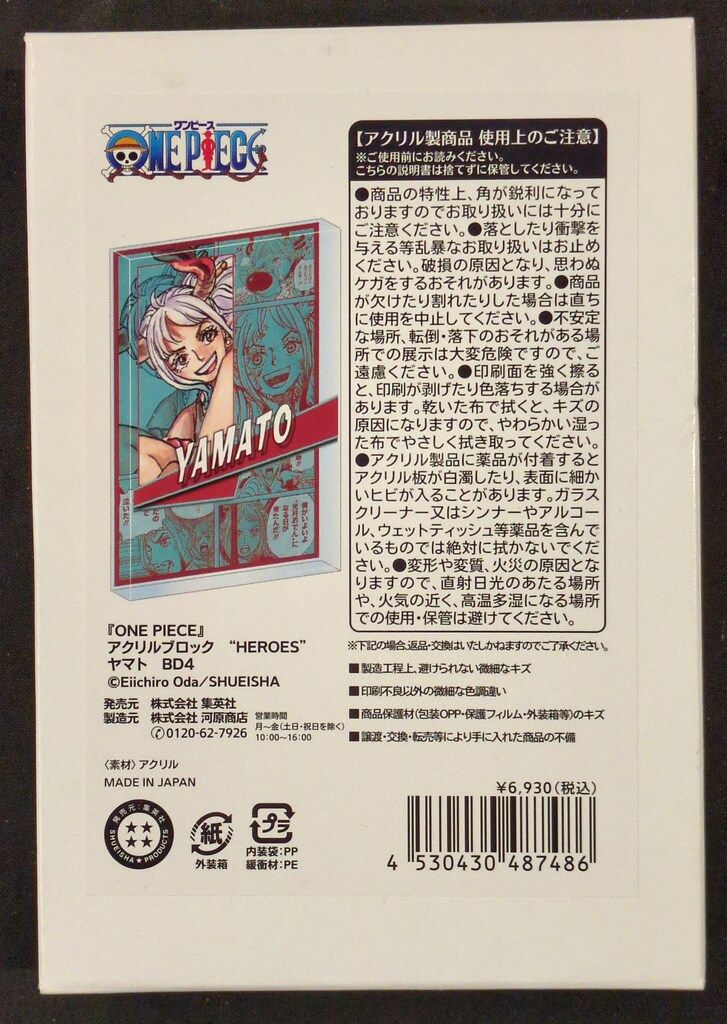 ワンピース
ONE PIECE
YAMATO
僕がいよいよ
光月おでんに
なる日が
来たんだ!!
泣いた!!
『ONE PIECE』
アクリルブロック “HEROES”
ヤマト BD4
©Eiichiro Oda/SHUEISHA
発売元 株式会社 集英社
製造元 株式会社 河原商店
0120-62-7926
営業時間
月~金(土日・祝日を除く)
10:00~16:00
〈素材〉アクリル
MADE IN JAPAN
発売元:集英社
SHUEISHA★PRODUCTS
紙
外装箱
プラ
内装袋:PP
緩衝材:PE
【アクリル製商品 使用上のご注意】
※ご使用前にお読みください。
こちらの説明書は捨てずに保管してください。
●商品の特性上、角が鋭利になって
おりますのでお取り扱いには十分に
ご注意ください。●落としたり衝撃を
与える等乱暴なお取り扱いはお止め
ください。破損の原因となり、思わぬ
ケガをするおそれがあります。●商品
が欠けたり割れたりした場合は直ち
に使用を中止してください。●不安定
な場所、転倒・落下のおそれがある場
所での展示は大変危険ですので、ご
遠慮ください。●印刷面を強く擦る
と、印刷が剥げたり色落ちする場合が
あります。乾いた布で拭くと、キズの
原因になりますので、やわらかい湿っ
た布でやさしく拭き取ってください。
●アクリル製品に薬品が付着すると
アクリル板が白濁したり、表面に細か
いヒビが入ることがあります。ガラス
クリーナー又はシンナーやアルコー
ル、ウェットティッシュ等薬品を含んで
いるものでは絶対に拭かないでくだ
さい。●変形や変質、火災の原因とな
りますので、直射日光のあたる場所
や、火気の近く、高温多湿になる場所
での使用・保管は避けてください。
※下記の場合、返品・交換はいたしかねますのでご了承ください。
■製造工程上、避けられない微細なキズ
■印刷不良以外の微細な色調違い
■商品保護材(包装OPP・保護フィルム・外装箱等)のキズ
■譲渡・交換・転売等により手に入れた商品の不備
¥6,930(税込)
4 530430 487486